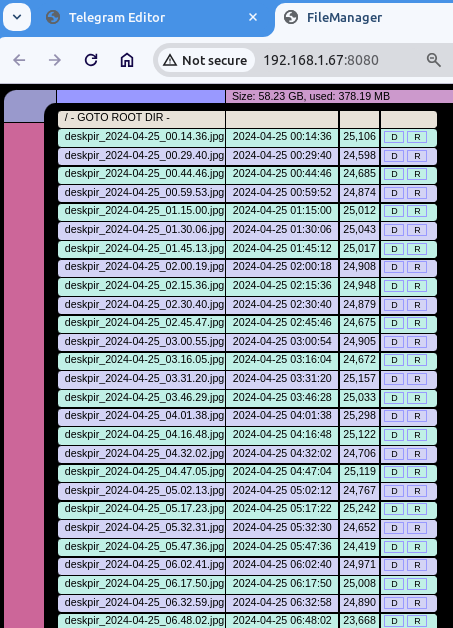 Telegram Editor
FileManager
Not secure 192.168.1.67:8080
Size: 58.23 GB, used: 378.19 MB
/ - GOTO ROOT DIR -
deskpir_2024-04-25_00.14.36.jpg 2024-04-25 00:14:36 25,106 D R
deskpir_2024-04-25_00.29.40.jpg 2024-04-25 00:29:40 24,598 D R
deskpir_2024-04-25_00.44.46.jpg 2024-04-25 00:44:46 24,685 D R
deskpir_2024-04-25_00.59.53.jpg 2024-04-25 00:59:52 24,874 D R
deskpir_2024-04-25_01.15.00.jpg 2024-04-25 01:15:00 25,012 D R
deskpir_2024-04-25_01.30.06.jpg 2024-04-25 01:30:06 25,043 D R
deskpir_2024-04-25_01.45.13.jpg 2024-04-25 01:45:12 25,017 D R
deskpir_2024-04-25_02.00.19.jpg 2024-04-25 02:00:18 24,908 D R
deskpir_2024-04-25_02.15.36.jpg 2024-04-25 02:15:36 24,948 D R
deskpir_2024-04-25_02.30.40.jpg 2024-04-25 02:30:40 24,879 D R
deskpir_2024-04-25_02.45.47.jpg 2024-04-25 02:45:46 24,675 D R
deskpir_2024-04-25_03.00.55.jpg 2024-04-25 03:00:54 24,905 D R
deskpir_2024-04-25_03.16.05.jpg 2024-04-25 03:16:04 24,672 D R
deskpir_2024-04-25_03.31.20.jpg 2024-04-25 03:31:20 25,157 D R
deskpir_2024-04-25_03.46.29.jpg 2024-04-25 03:46:28 25,033 D R
deskpir_2024-04-25_04.01.38.jpg 2024-04-25 04:01:38 25,298 D R
deskpir_2024-04-25_04.16.48.jpg 2024-04-25 04:16:48 25,122 D R
deskpir_2024-04-25_04.32.02.jpg 2024-04-25 04:32:02 24,706 D R
deskpir_2024-04-25_04.47.05.jpg 2024-04-25 04:47:04 25,119 D R
deskpir_2024-04-25_05.02.13.jpg 2024-04-25 05:02:12 24,767 D R
deskpir_2024-04-25_05.17.23.jpg 2024-04-25 05:17:22 25,242 D R
deskpir_2024-04-25_05.32.31.jpg 2024-04-25 05:32:30 24,652 D R
deskpir_2024-04-25_05.47.36.jpg 2024-04-25 05:47:36 24,419 D R
deskpir_2024-04-25_06.02.41.jpg 2024-04-25 06:02:40 24,971 D R
deskpir_2024-04-25_06.17.50.jpg 2024-04-25 06:17:50 25,008 D R
deskpir_2024-04-25_06.32.59.jpg 2024-04-25 06:32:58 24,890 D R
deskpir_2024-04-25_06.48.02.jpg 2024-04-25 06:48:02 23,668 D R